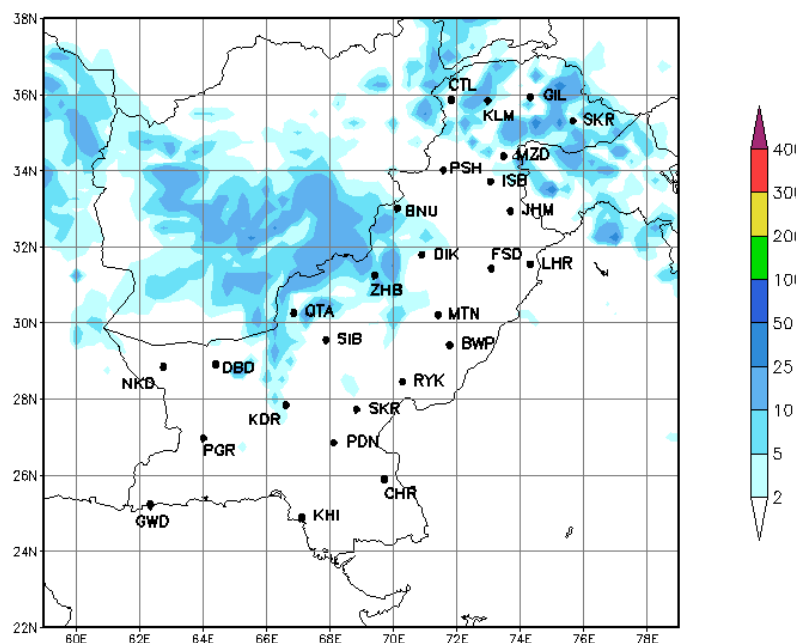 38N
36N
34N
32N
30N
28N
26N
24N
22N
60E 62E 64E 66E 68E 70E 72E 74E 76E 78E
CTL
KLM
GIL
SKR
MZD
PSH
ISB
BNU
JHM
DIK
FSD
LHR
ZHB
QTA
MTN
SIB
BWP
NKD
DBD
RYK
KDR
SKR
PGR
PDN
CHR
GWD
KHI
400
300
200
100
50
25
10
5
2